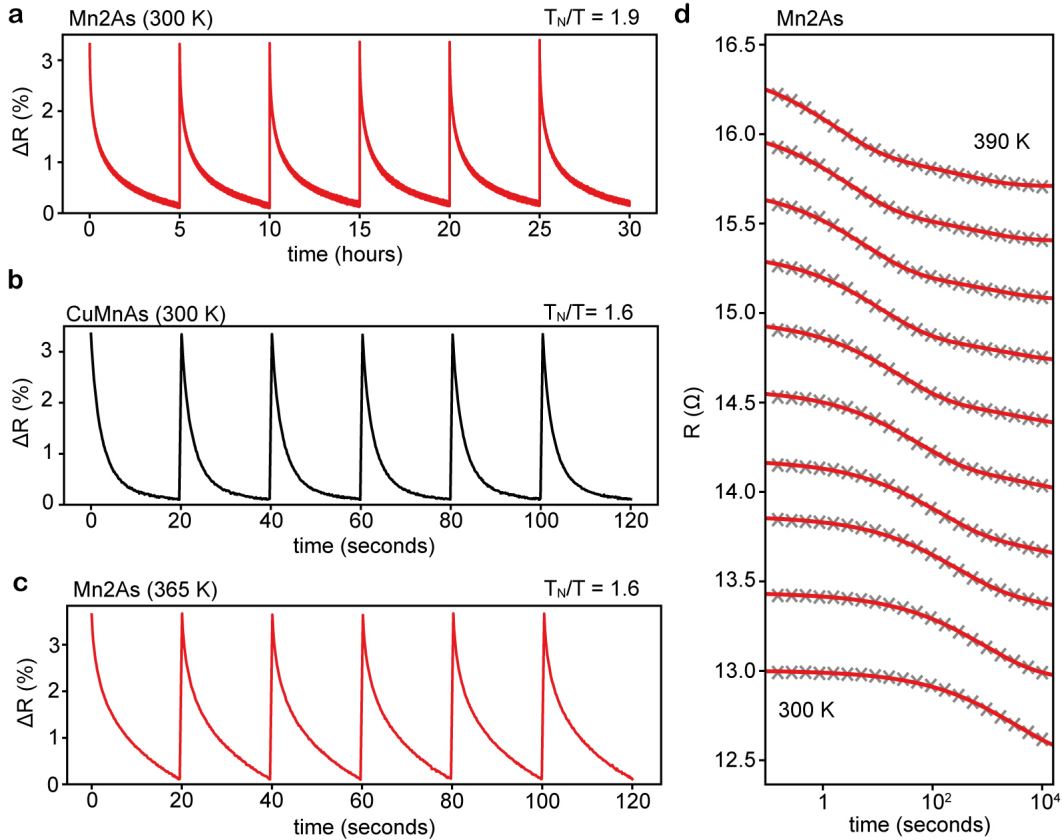 a
Mn2As (300 K) T_N/T = 1.9
ΔR (%)
3
2
1
0
0 5 10 15 20 25 30
time (hours)
b
CuMnAs (300 K) T_N/T= 1.6
ΔR (%)
3
2
1
0
0 20 40 60 80 100 120
time (seconds)
c
Mn2As (365 K) T_N/T = 1.6
ΔR (%)
3
2
1
0
0 20 40 60 80 100 120
time (seconds)
d
Mn2As
R (Ω)
16.5
16.0
15.5
15.0
14.5
14.0
13.5
13.0
12.5
390 K
300 K
1 10² 10³ 10⁴
time (seconds)